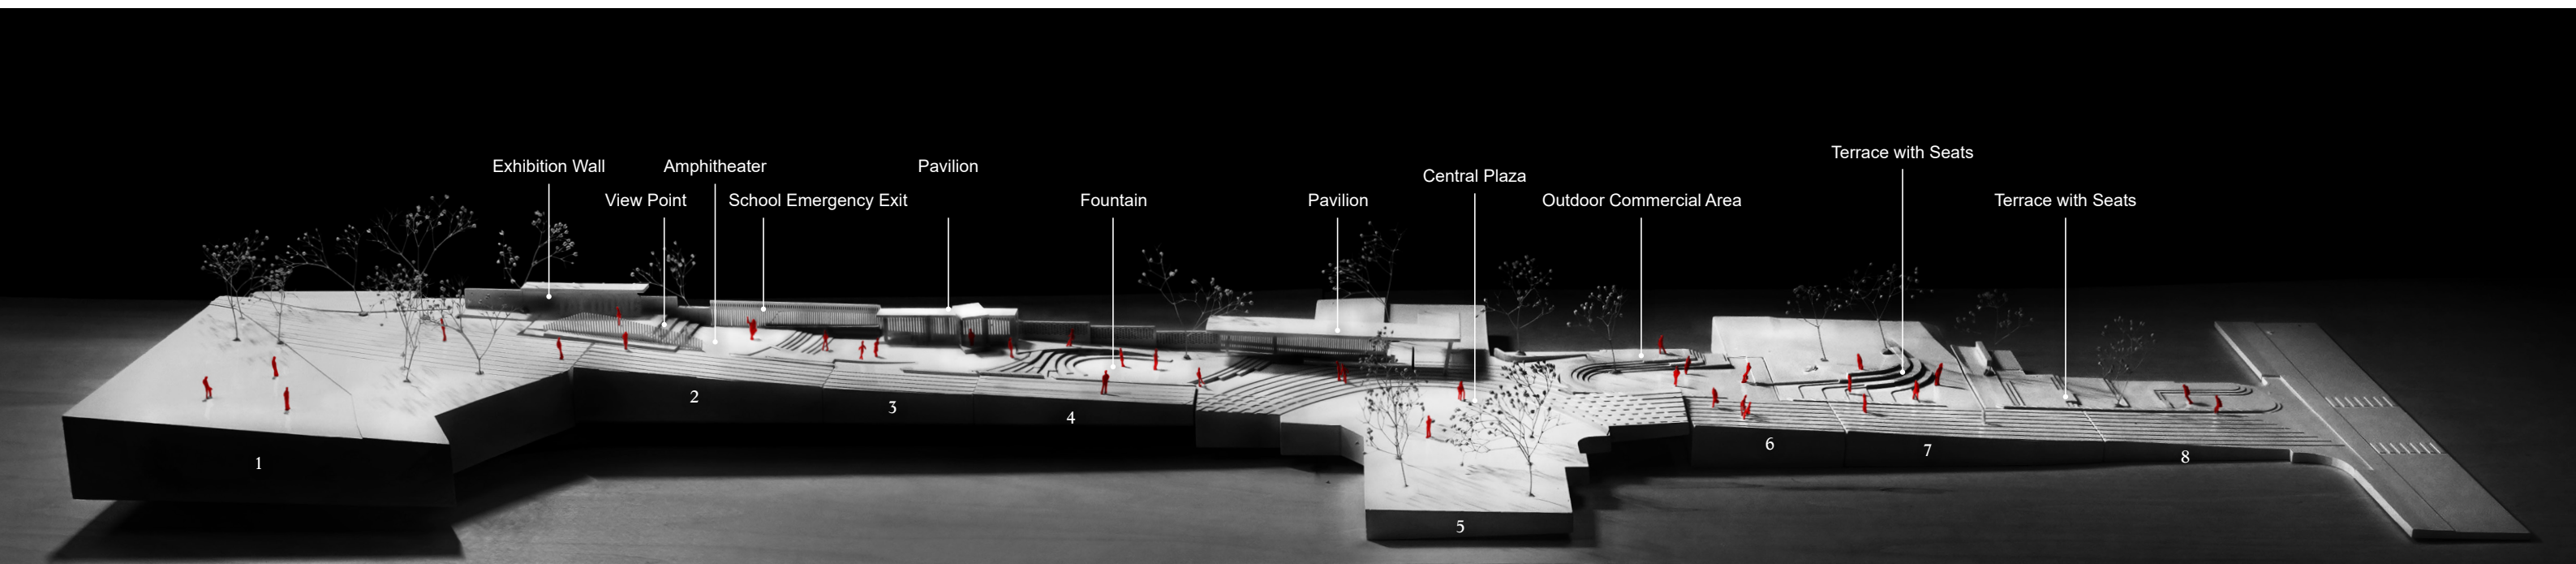 Terrace with Seats
Exhibition Wall
Amphitheater
Pavilion
Central Plaza
View Point
School Emergency Exit
Fountain
Pavilion
Outdoor Commercial Area
Terrace with Seats
1
2
3
4
5
6
7
8